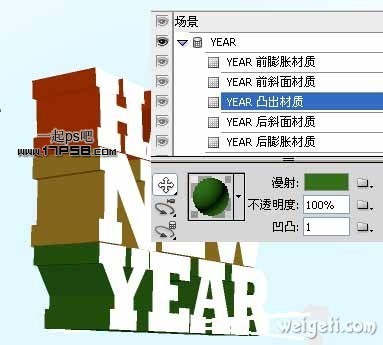 场景
YEAR
YEAR 前膨胀材质
YEAR 前斜面材质
YEAR 凸出材质
YEAR 后斜面材质
YEAR 后膨胀材质
漫射:
不透明度: 100%
凹凸: 1
一起ps吧
www.17PS8.com
NEW
YEAR
weigeti.com